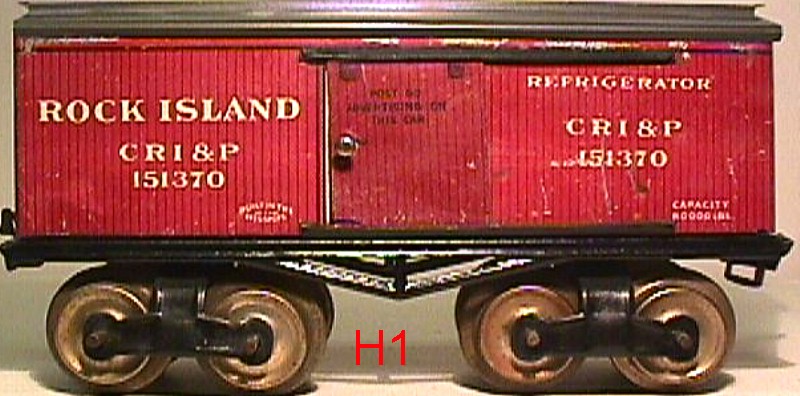 ROCK ISLAND
CRI&P
151370
POST NO
ADVERTISING ON
THIS CAR
REFRIGERATOR
CRI&P
151370
CAPACITY
80000 LBS.
H1